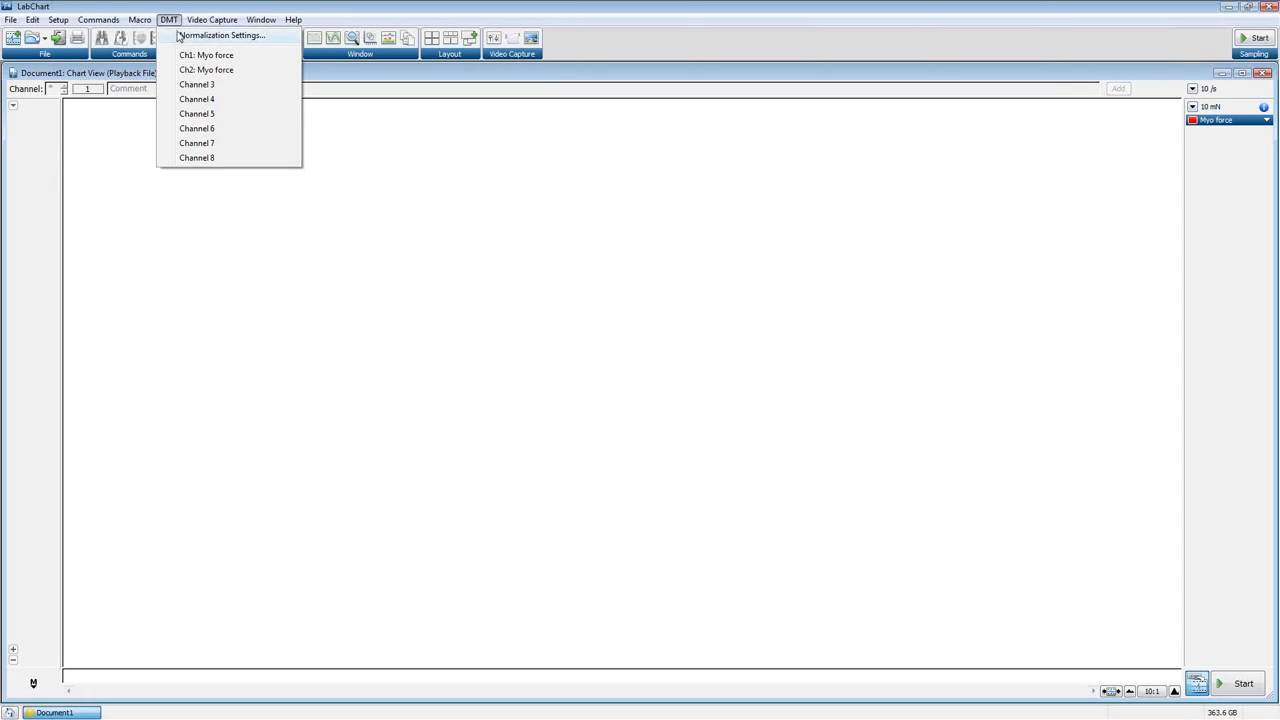 LabChart
File Edit Setup Commands Macro DMT Video Capture Window Help
Normalization Settings...
Ch1: Myo force
Ch2: Myo force
Channel 3
Channel 4
Channel 5
Channel 6
Channel 7
Channel 8
File Commands Window Layout Video Capture
Start
Sampling
Document1: Chart View (Playback File)
Channel: * 1 Comment Add
10 /s
10 mN
Myo force
10:1
Start
Document1
363.6 GB